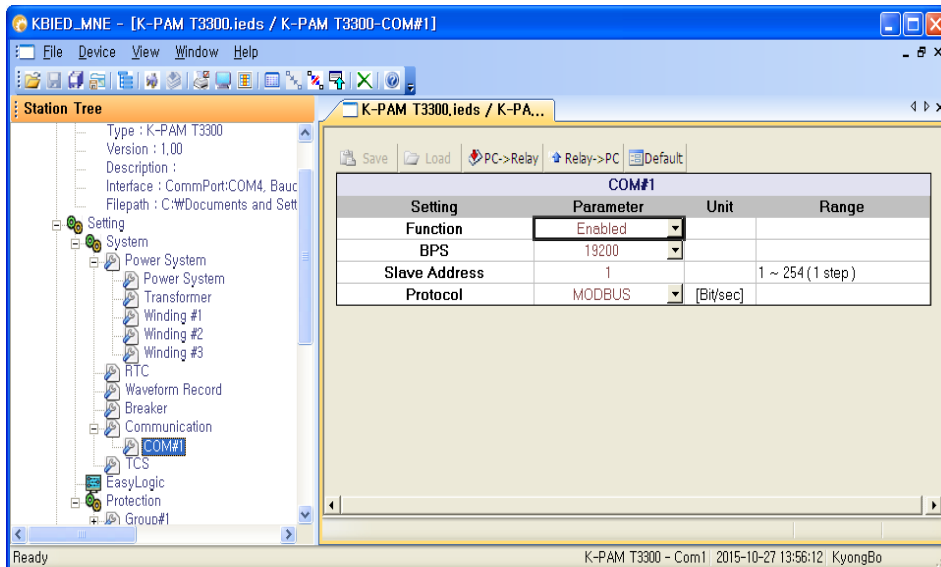 KBIED_MNE - [K-PAM T3300.ieds / K-PAM T3300-COM#1]
File Device View Window Help
Station Tree
K-PAM T3300.ieds / K-PA...
Type : K-PAM T3300
Version : 1,00
Description :
Interface : CommPort:COM4, Baud
Filepath : C:₩Documents and Sett
Setting
System
Power System
Power System
Transformer
Winding #1
Winding #2
Winding #3
RTC
Waveform Record
Breaker
Communication
COM#1
TCS
EasyLogic
Protection
Group#1
Save Load PC->Relay Relay->PC Default
COM#1
Setting Parameter Unit Range
Function Enabled
BPS 19200
Slave Address 1 1 ~ 254 ( 1 step )
Protocol MODBUS [Bit/sec]
Ready K-PAM T3300 - Com1 2015-10-27 13:56:12 KyongBo